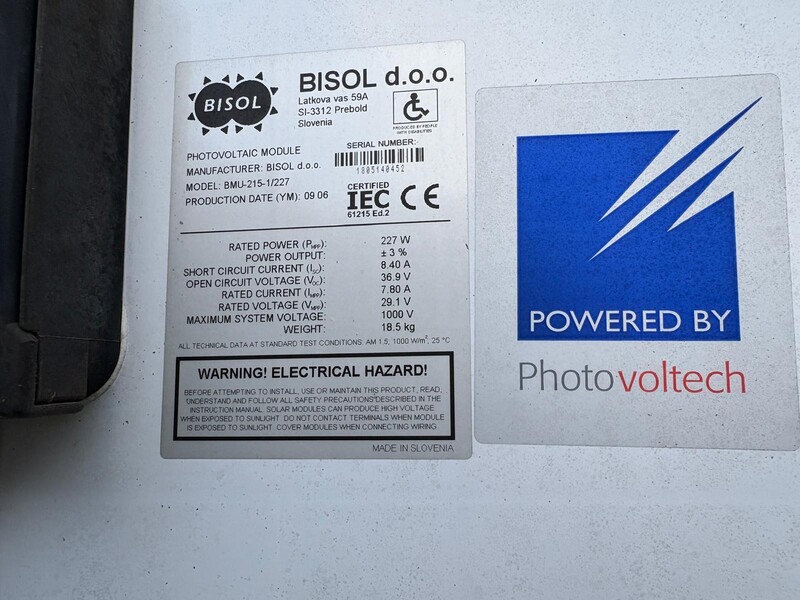 BISOL
BISOL d.o.o.
Latkova vas 59A
SI-3312 Prebold
Slovenia
PRODUCED BY PEOPLE
WITH DISABILITIES
PHOTOVOLTAIC MODULE
MANUFACTURER: BISOL d.o.o.
MODEL: BMU-215-1/227
PRODUCTION DATE (YM): 09 06
SERIAL NUMBER:
1805140452
CERTIFIED
IEC CE
61215 Ed.2
RATED POWER (PMPP): 227 W
POWER OUTPUT: ± 3 %
SHORT CIRCUIT CURRENT (ISC): 8.40 A
OPEN CIRCUIT VOLTAGE (VOC): 36.9 V
RATED CURRENT (IMPP): 7.80 A
RATED VOLTAGE (VMPP): 29.1 V
MAXIMUM SYSTEM VOLTAGE: 1000 V
WEIGHT: 18.5 kg
ALL TECHNICAL DATA AT STANDARD TEST CONDITIONS: AM 1.5, 1000 W/m², 25 °C
WARNING! ELECTRICAL HAZARD!
BEFORE ATTEMPTING TO INSTALL, USE OR MAINTAIN THIS PRODUCT, READ,
UNDERSTAND AND FOLLOW ALL SAFETY PRECAUTIONS DESCRIBED IN THE
INSTRUCTION MANUAL. SOLAR MODULES CAN PRODUCE HIGH VOLTAGE
WHEN EXPOSED TO SUNLIGHT. DO NOT CONTACT TERMINALS WHEN MODULE
IS EXPOSED TO SUNLIGHT. COVER MODULES WHEN CONNECTING WIRING.
MADE IN SLOVENIA
POWERED BY
Photovoltech